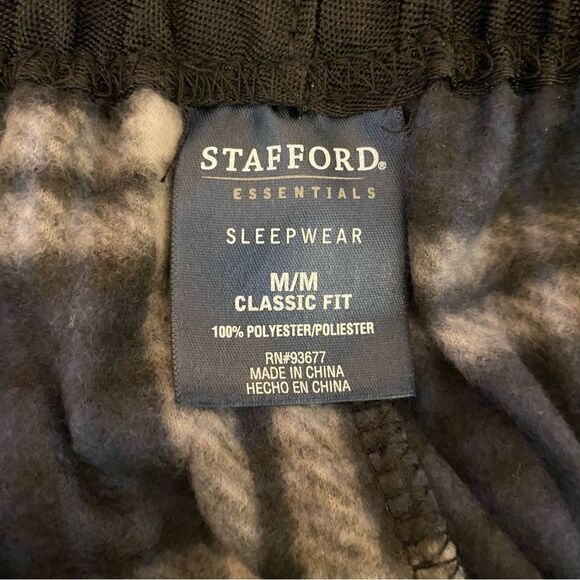 STAFFORD®
ESSENTIALS
SLEEPWEAR
M/M
CLASSIC FIT
100% POLYESTER/POLIESTER
RN#93677
MADE IN CHINA
HECHO EN CHINA